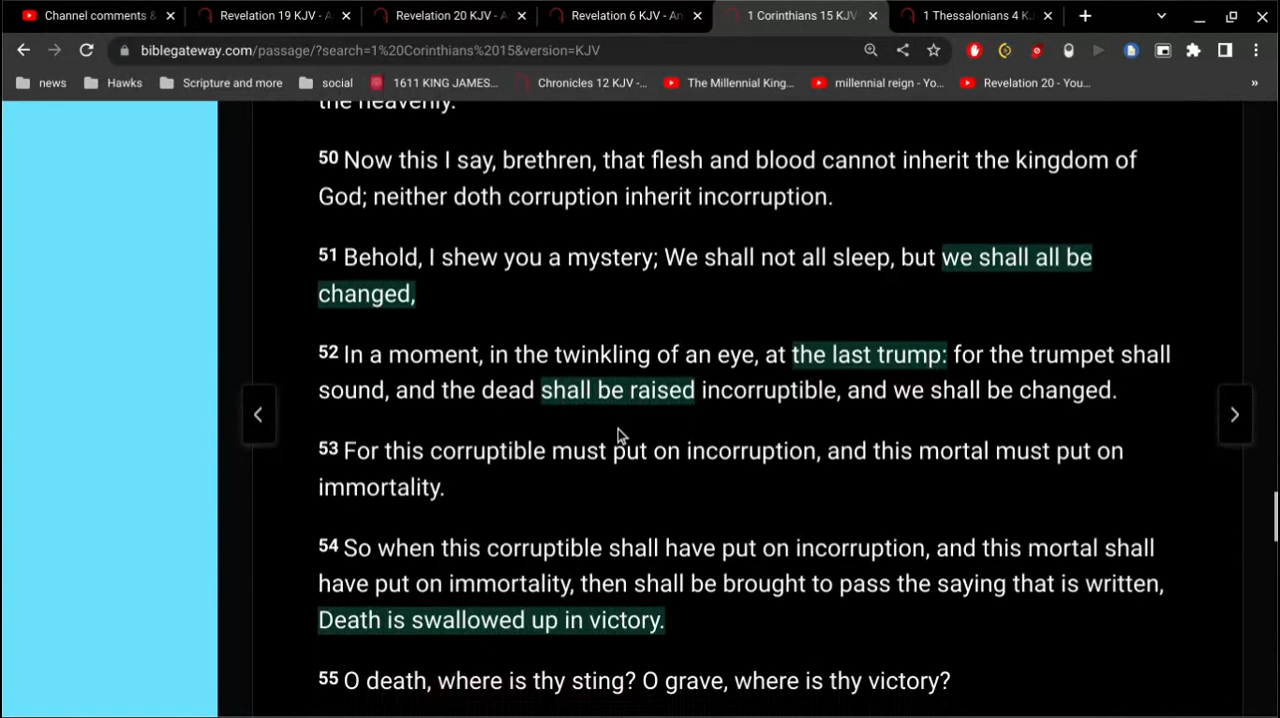 Channel comments &
Revelation 19 KJV - A
Revelation 20 KJV - A
Revelation 6 KJV - An
1 Corinthians 15 KJV
1 Thessalonians 4 KJ
biblegateway.com/passage/?search=1%20Corinthians%2015&version=KJV
news
Hawks
Scripture and more
social
1611 KING JAMES...
Chronicles 12 KJV -...
The Millennial King...
millennial reign - Yo...
Revelation 20 - You...
»
the heavenly.
50 Now this I say, brethren, that flesh and blood cannot inherit the kingdom of
God; neither doth corruption inherit incorruption.
51 Behold, I shew you a mystery; We shall not all sleep, but we shall all be
changed,
52 In a moment, in the twinkling of an eye, at the last trump: for the trumpet shall
sound, and the dead shall be raised incorruptible, and we shall be changed.
53 For this corruptible must put on incorruption, and this mortal must put on
immortality.
54 So when this corruptible shall have put on incorruption, and this mortal shall
have put on immortality, then shall be brought to pass the saying that is written,
Death is swallowed up in victory.
55 O death, where is thy sting? O grave, where is thy victory?